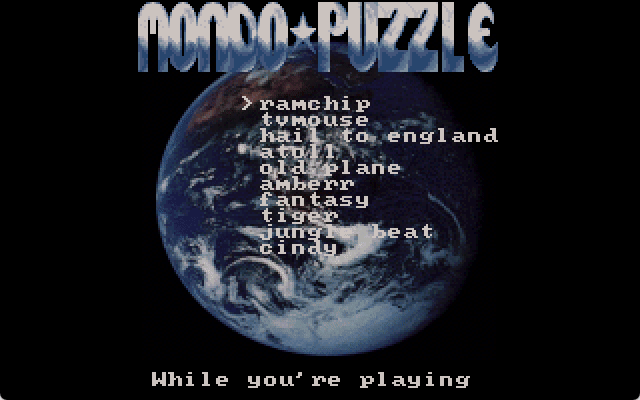 MONDO★PUZZLE
>ramchip
tvmouse
hail to england
atoll
old plane
amberr
fantasy
tiger
jungle beat
cindy
While you're playing